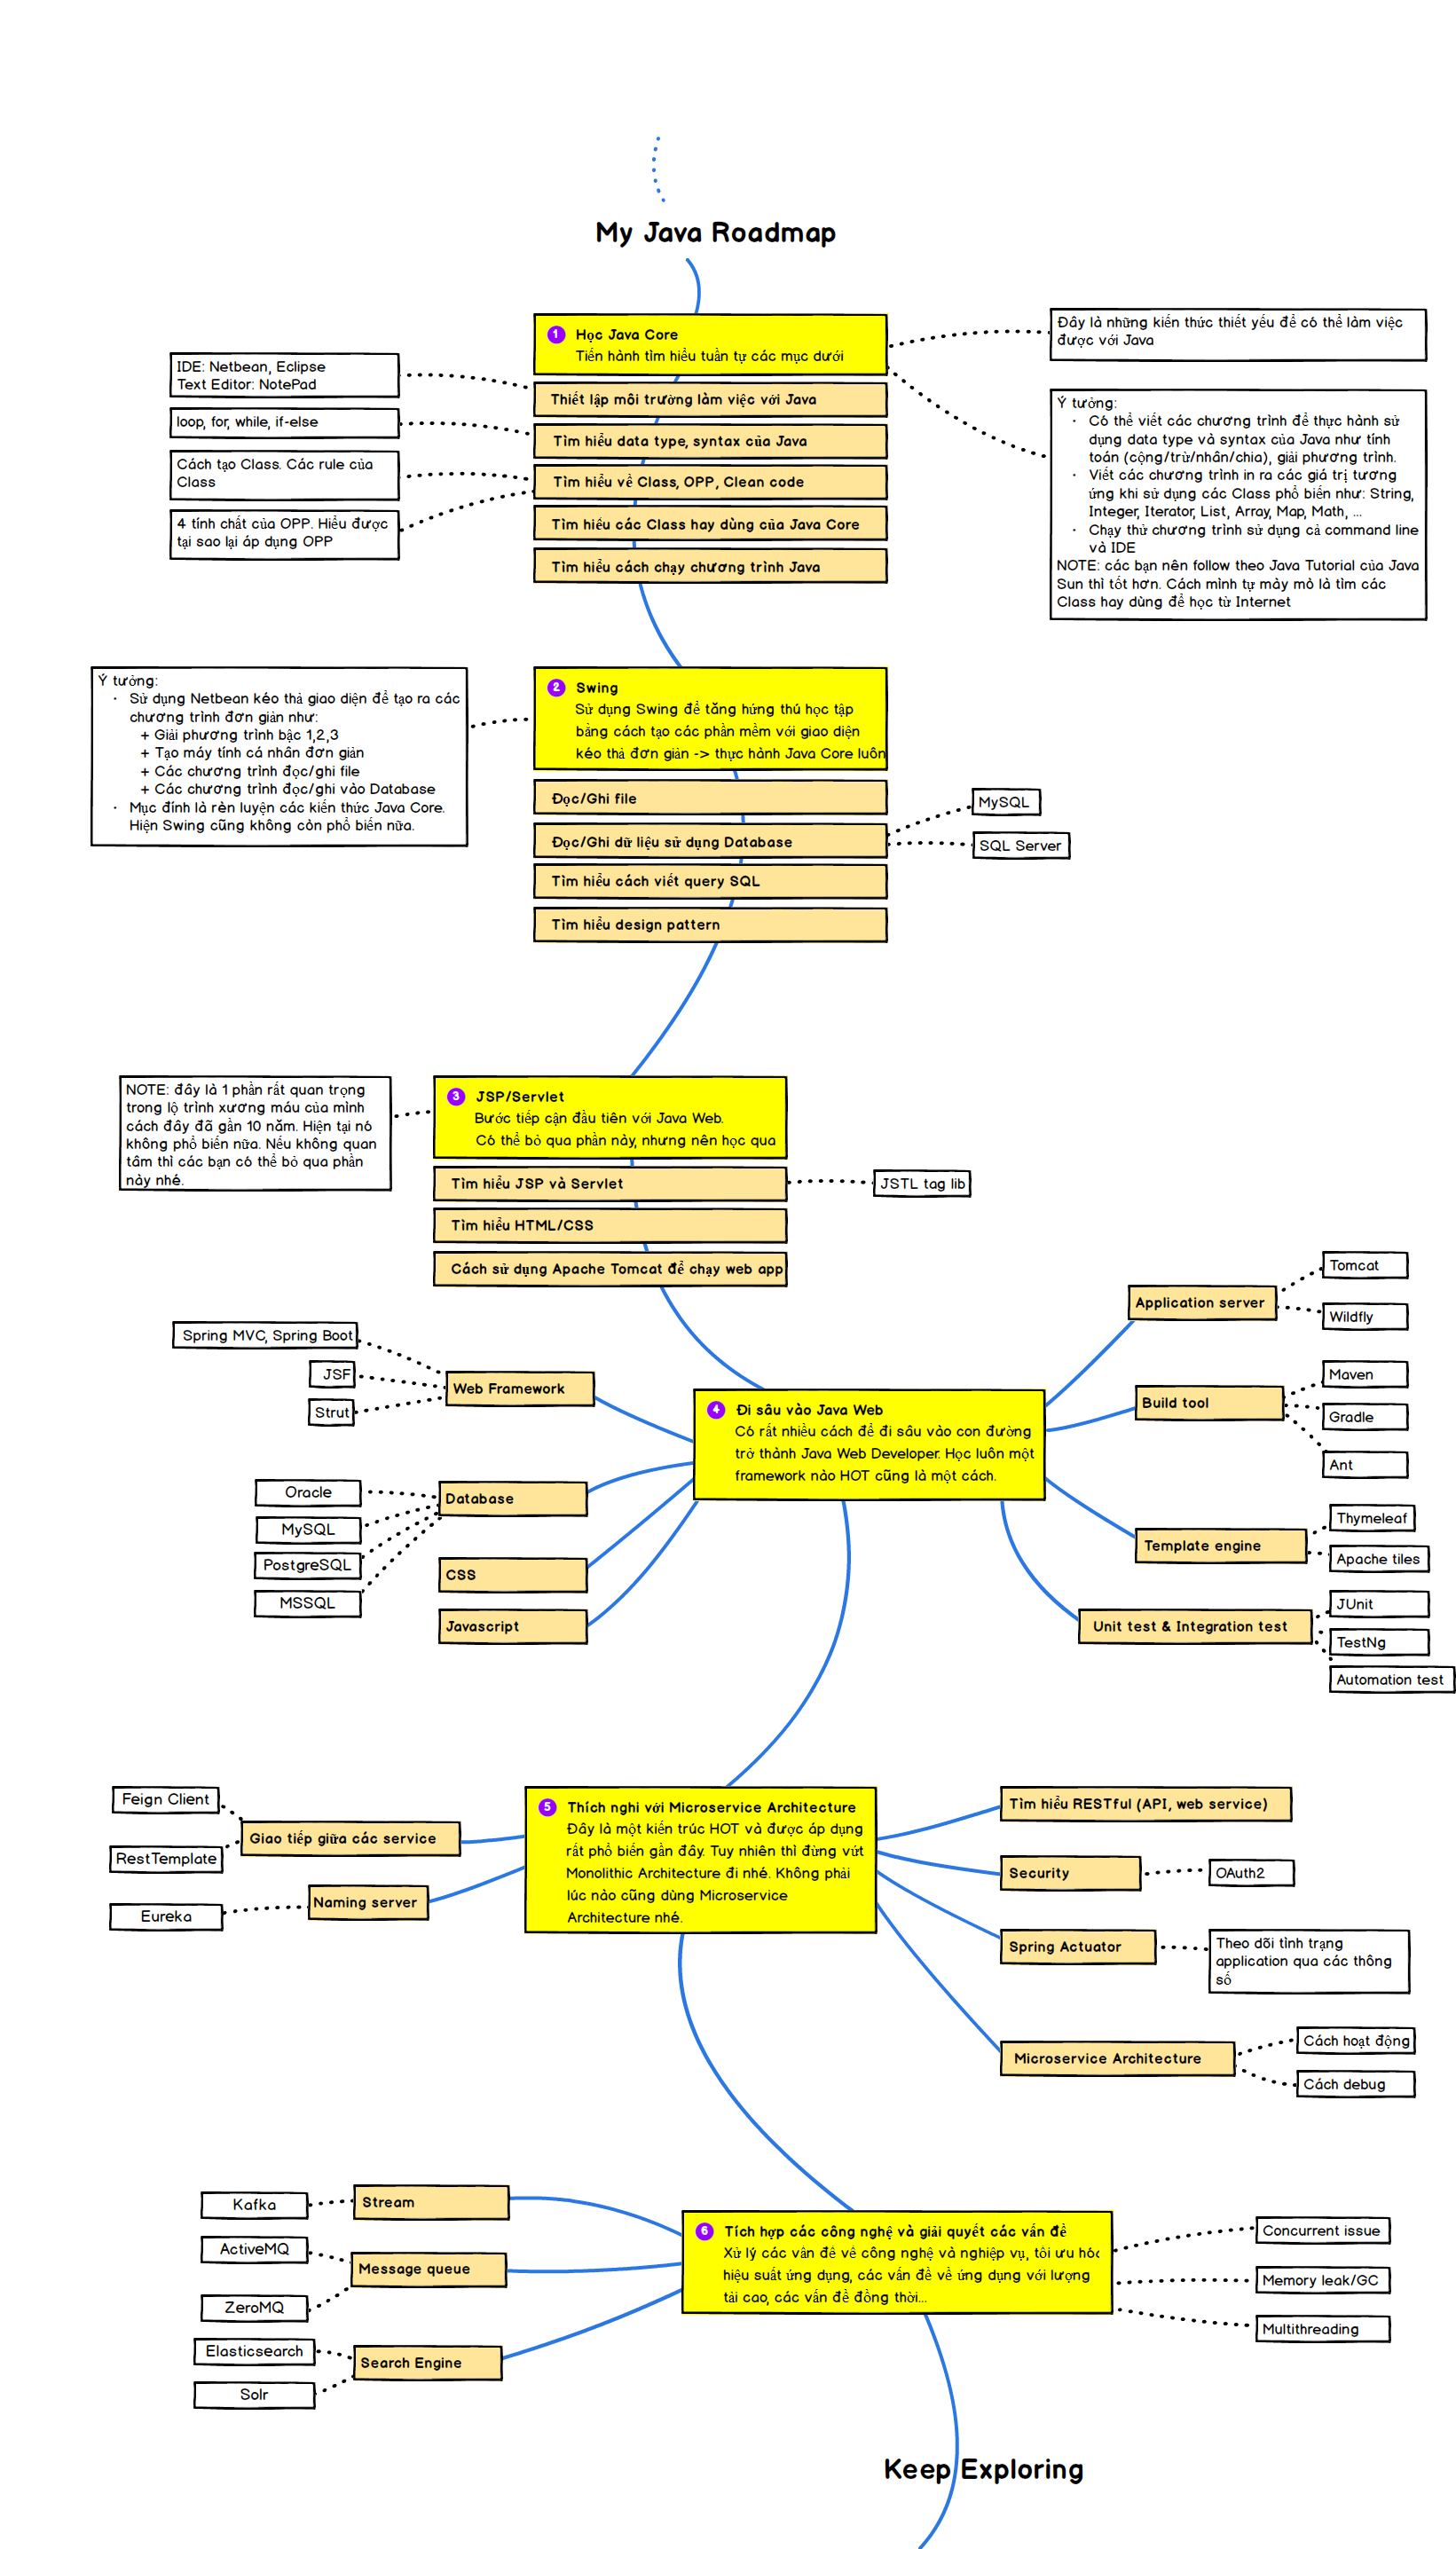 My Java Roadmap
1 Học Java Core
Tiến hành tìm hiểu tuần tự các mục dưới
Đây là những kiến thức thiết yếu để có thể làm việc
được với Java
IDE: Netbean, Eclipse
Text Editor: NotePad
Thiết lập môi trường làm việc với Java
loop, for, while, if-else
Tìm hiểu data type, syntax của Java
Cách tạo Class. Các rule của
Class
Tìm hiểu về Class, OPP, Clean code
4 tính chất của OPP. Hiểu được
tại sao lại áp dụng OPP
Tìm hiểu các Class hay dùng của Java Core
Tìm hiểu cách chạy chương trình Java
Ý tưởng:
· Có thể viết các chương trình để thực hành sử
dụng data type và syntax của Java như tính
toán (cộng/trừ/nhân/chia), giải phương trình.
· Viết các chương trình in ra các giá trị tương
ứng khi sử dụng các Class phổ biến như: String,
Integer, Iterator, List, Array, Map, Math, ...
· Chạy thử chương trình sử dụng cả command line
và IDE
NOTE: các bạn nên follow theo Java Tutorial của Java
Sun thì tốt hơn. Cách mình tự mày mò là tìm các
Class hay dùng để học từ Internet
Ý tưởng:
· Sử dụng Netbean kéo thả giao diện để tạo ra các
chương trình đơn giản như:
+ Giải phương trình bậc 1,2,3
+ Tạo máy tính cá nhân đơn giản
+ Các chương trình đọc/ghi file
+ Các chương trình đọc/ghi vào Database
· Mục đính là rèn luyện các kiến thức Java Core.
Hiện Swing cũng không còn phổ biến nữa.
2 Swing
Sử dụng Swing để tăng hứng thú học tập
bằng cách tạo các phần mềm với giao diện
kéo thả đơn giản -> thực hành Java Core luôn
Đọc/Ghi file
Đọc/Ghi dữ liệu sử dụng Database
MySQL
SQL Server
Tìm hiểu cách viết query SQL
Tìm hiểu design pattern
NOTE: đây là 1 phần rất quan trọng
trong lộ trình xương máu của mình
cách đây đã gần 10 năm. Hiện tại nó
không phổ biến nữa. Nếu không quan
tâm thì các bạn có thể bỏ qua phần
này nhé.
3 JSP/Servlet
Bước tiếp cận đầu tiên với Java Web.
Có thể bỏ qua phần này, nhưng nên học qua
Tìm hiểu JSP và Servlet
JSTL tag lib
Tìm hiểu HTML/CSS
Cách sử dụng Apache Tomcat để chạy web app
4 Đi sâu vào Java Web
Có rất nhiều cách để đi sâu vào con đường
trở thành Java Web Developer. Học luôn một
framework nào HOT cũng là một cách.
Web Framework
Spring MVC, Spring Boot
JSF
Strut
Database
Oracle
MySQL
PostgreSQL
MSSQL
CSS
Javascript
Application server
Tomcat
Wildfly
Build tool
Maven
Gradle
Ant
Template engine
Thymeleaf
Apache tiles
Unit test & Integration test
JUnit
TestNg
Automation test
5 Thích nghi với Microservice Architecture
Đây là một kiến trúc HOT và được áp dụng
rất phổ biến gần đây. Tuy nhiên thì đừng vứt
Monolithic Architecture đi nhé. Không phải
lúc nào cũng dùng Microservice
Architecture nhé.
Giao tiếp giữa các service
Feign Client
RestTemplate
Naming server
Eureka
Tìm hiểu RESTful (API, web service)
Security
OAuth2
Spring Actuator
Theo dõi tình trạng
application qua các thông
số
Microservice Architecture
Cách hoạt động
Cách debug
6 Tích hợp các công nghệ và giải quyết các vấn đề
Xử lý các vấn đề về công nghệ và nghiệp vụ, tối ưu hóa
hiệu suất ứng dụng, các vấn đề về ứng dụng với lượng
tải cao, các vấn đề đồng thời...
Stream
Kafka
Message queue
ActiveMQ
ZeroMQ
Search Engine
Elasticsearch
Solr
Concurrent issue
Memory leak/GC
Multithreading
Keep Exploring